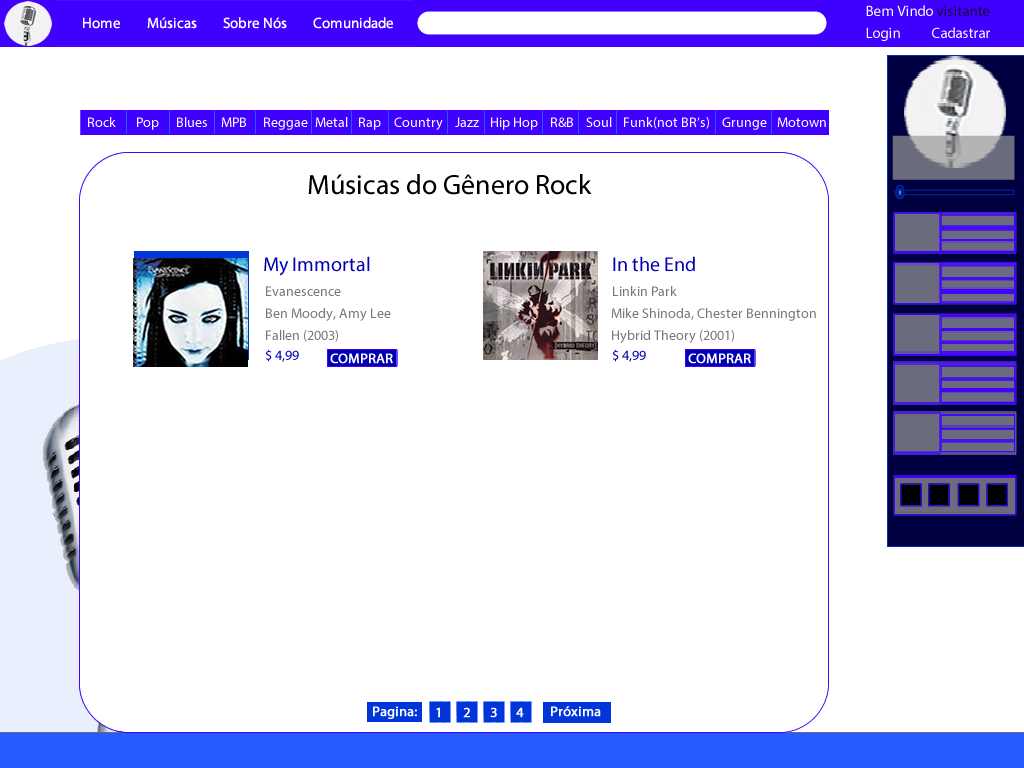 Home Músicas Sobre Nós Comunidade
Bem Vindo visitante
Login Cadastrar
Rock Pop Blues MPB Reggae Metal Rap Country Jazz Hip Hop R&B Soul Funk(not BR's) Grunge Motown
Músicas do Gênero Rock
EVANESCENCE
My Immortal
Evanescence
Ben Moody, Amy Lee
Fallen (2003)
$ 4,99 COMPRAR
LINKIN PARK
HYBRID THEORY
In the End
Linkin Park
Mike Shinoda, Chester Bennington
Hybrid Theory (2001)
$ 4,99 COMPRAR
Pagina: 1 2 3 4 Próxima